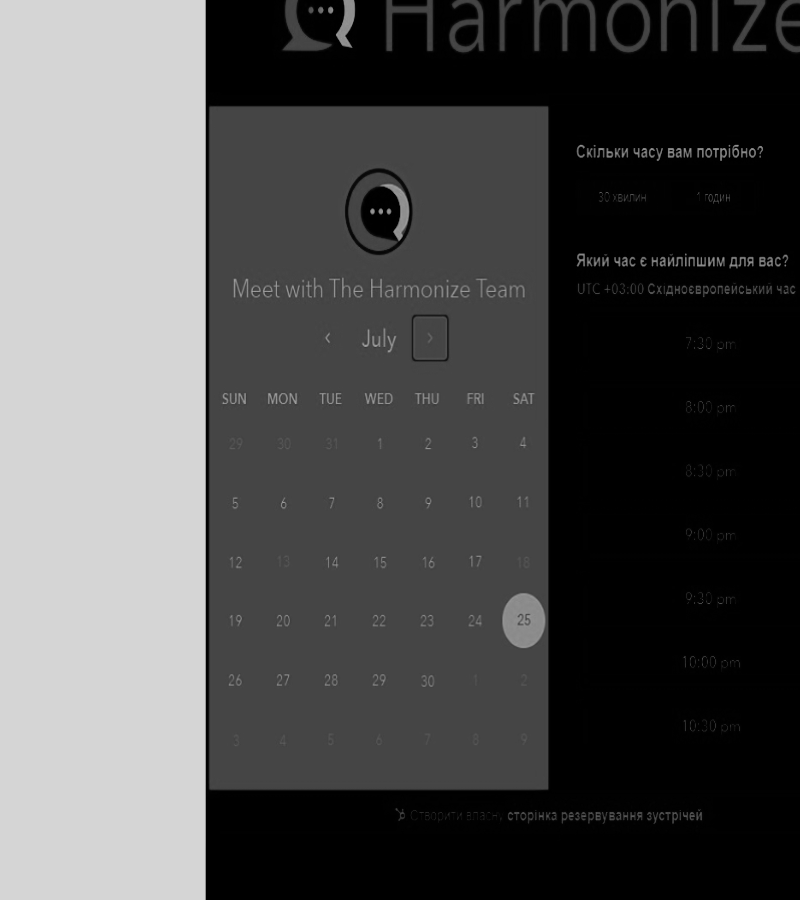 Harmonize
Meet with The Harmonize Team
‹ July ›
SUN MON TUE WED THU FRI SAT
29 30 31 1 2 3 4
5 6 7 8 9 10 11
12 13 14 15 16 17 18
19 20 21 22 23 24 25
26 27 28 29 30 1 2
3 4 5 6 7 8 9
Скільки часу вам потрібно?
30 хвилин 1 годин
Який час є найліпшим для вас?
UTC +03:00 Східноєвропейський час
7:30 pm
8:00 pm
8:30 pm
9:00 pm
9:30 pm
10:00 pm
10:30 pm
Створити власну сторінка резервування зустрічей